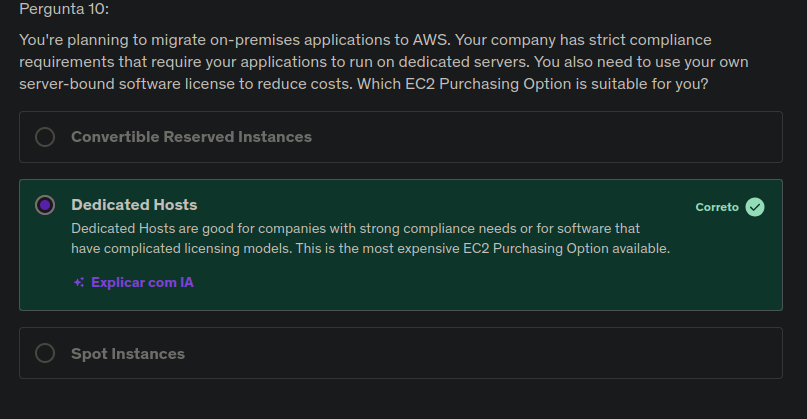 Pergunta 10:
You're planning to migrate on-premises applications to AWS. Your company has strict compliance
requirements that require your applications to run on dedicated servers. You also need to use your own
server-bound software license to reduce costs. Which EC2 Purchasing Option is suitable for you?
Convertible Reserved Instances
Dedicated Hosts
Correto
Dedicated Hosts are good for companies with strong compliance needs or for software that
have complicated licensing models. This is the most expensive EC2 Purchasing Option available.
Explicar com IA
Spot Instances